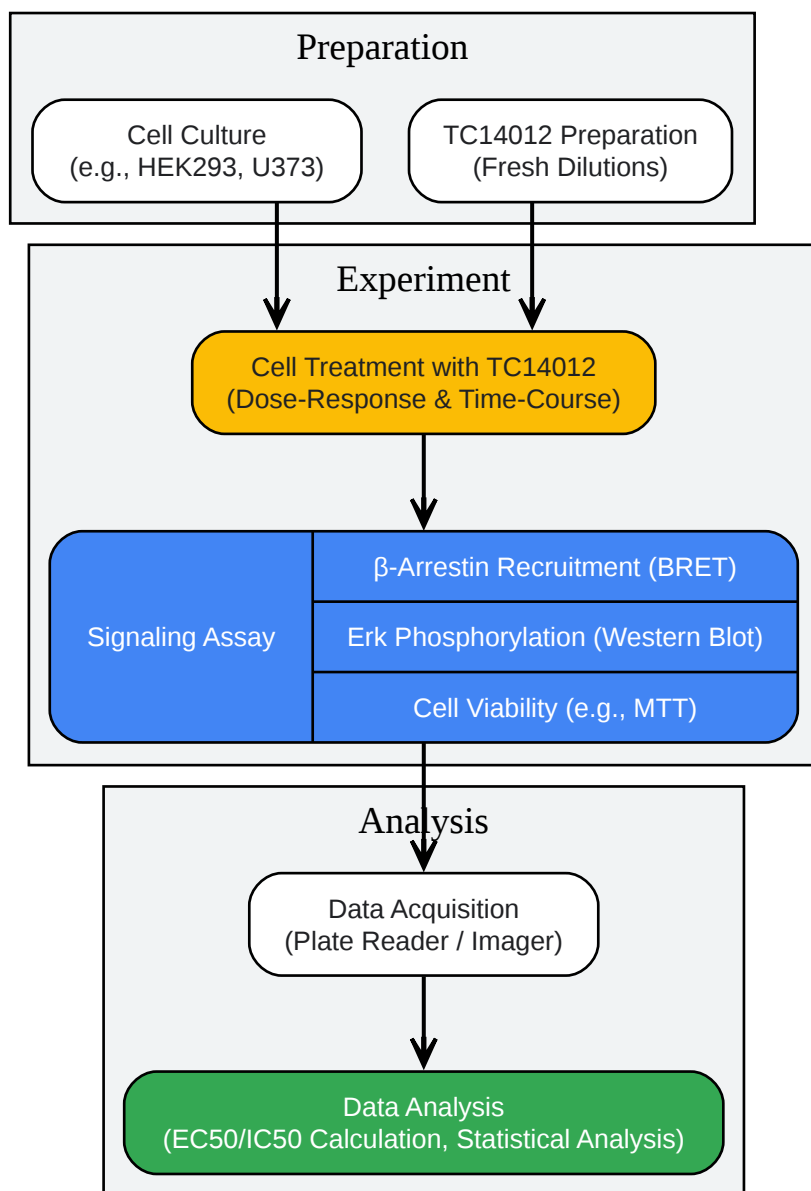 Preparation
Cell Culture
(e.g., HEK293, U373)
TC14012 Preparation
(Fresh Dilutions)
Experiment
Cell Treatment with TC14012
(Dose-Response & Time-Course)
Signaling Assay
β-Arrestin Recruitment (BRET)
Erk Phosphorylation (Western Blot)
Cell Viability (e.g., MTT)
Analysis
Data Acquisition
(Plate Reader / Imager)
Data Analysis
(EC50/IC50 Calculation, Statistical Analysis)